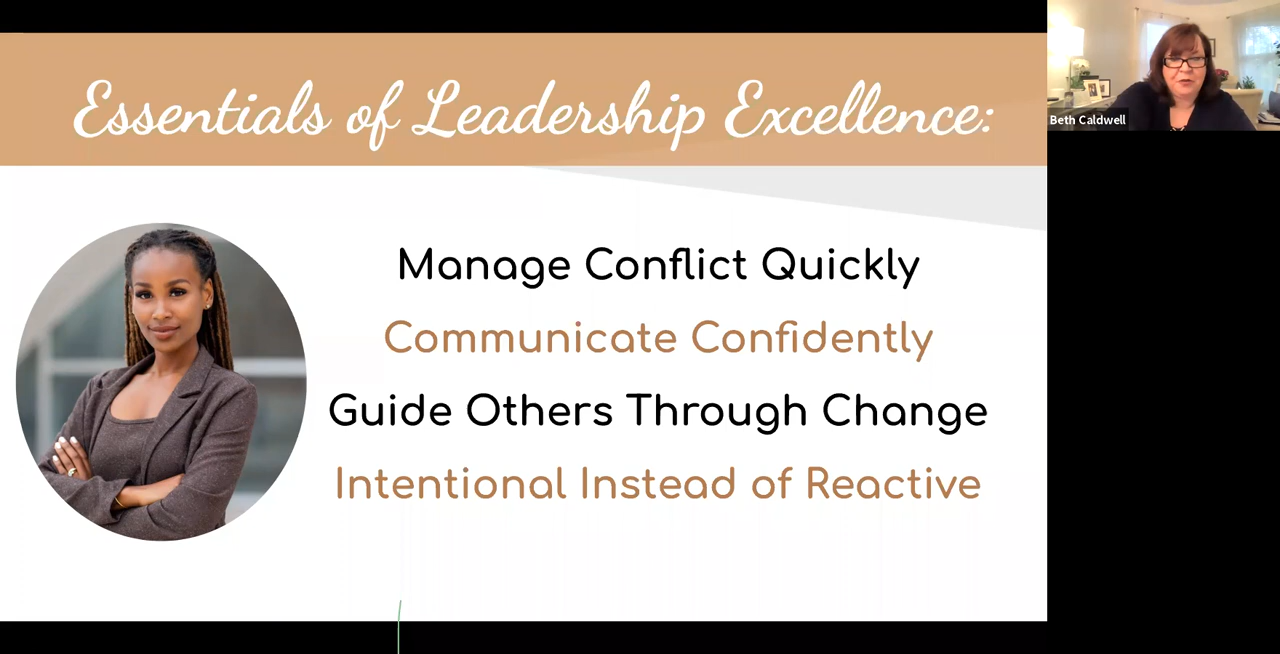 Essentials of Leadership Excellence:
Beth Caldwell
Manage Conflict Quickly
Communicate Confidently
Guide Others Through Change
Intentional Instead of Reactive